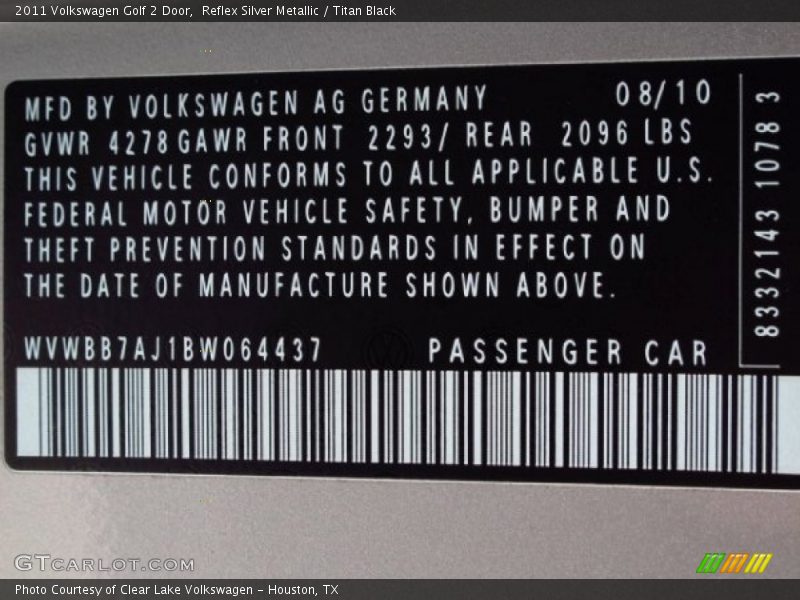 2011 Volkswagen Golf 2 Door,  Reflex Silver Metallic / Titan Black
MFD BY VOLKSWAGEN AG GERMANY 08/10
GVWR 4278 GAWR FRONT 2293/ REAR 2096 LBS
THIS VEHICLE CONFORMS TO ALL APPLICABLE U.S.
FEDERAL MOTOR VEHICLE SAFETY, BUMPER AND
THEFT PREVENTION STANDARDS IN EFFECT ON
THE DATE OF MANUFACTURE SHOWN ABOVE.
WVWBB7AJ1BW064437 PASSENGER CAR
8332143 1078 3
GTCARLOT.COM
Photo Courtesy of Clear Lake Volkswagen – Houston, TX